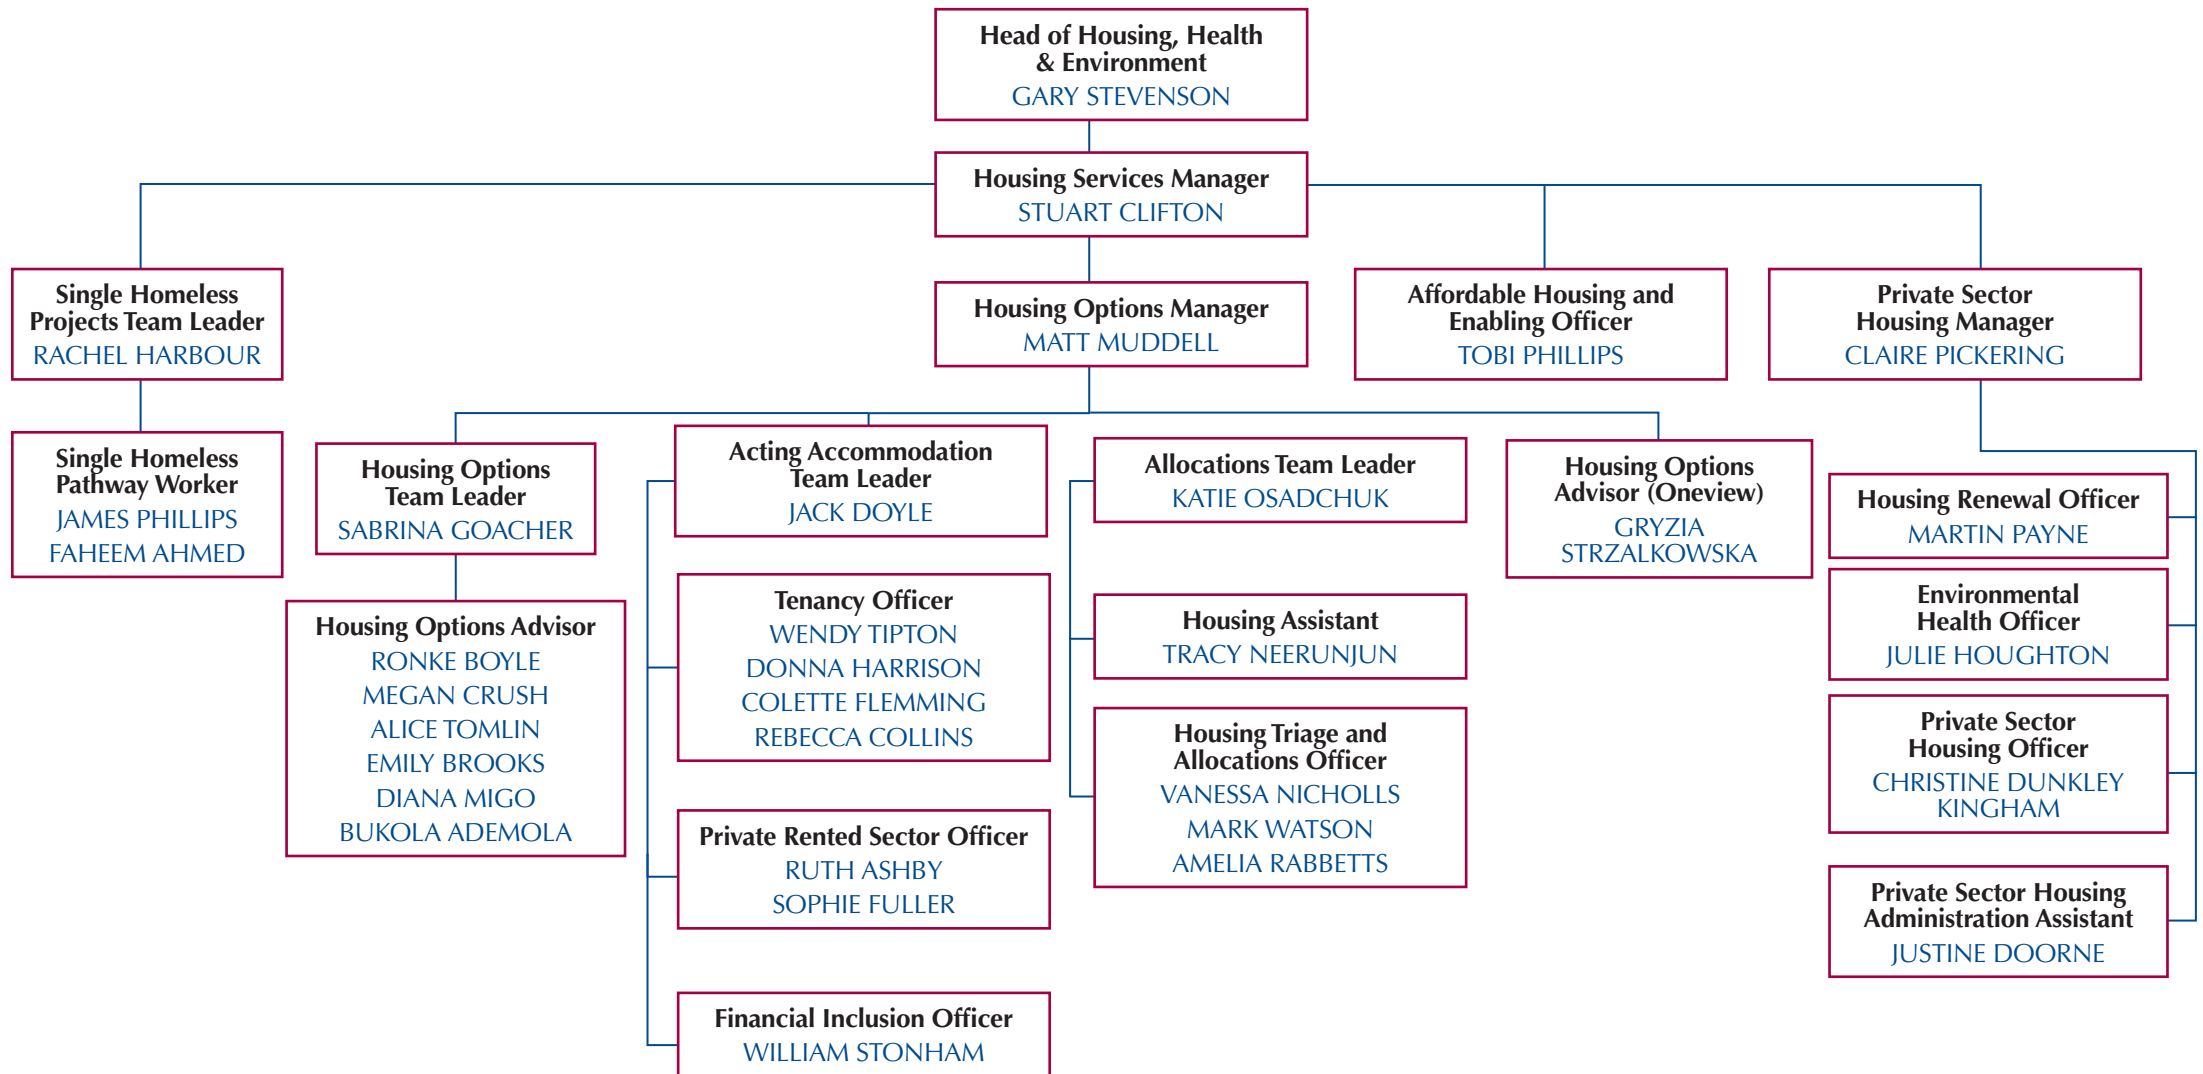 Head of Housing, Health
& Environment
GARY STEVENSON
Housing Services Manager
STUART CLIFTON
Single Homeless
Projects Team Leader
RACHEL HARBOUR
Housing Options Manager
MATT MUDDELL
Affordable Housing and
Enabling Officer
TOBI PHILLIPS
Private Sector
Housing Manager
CLAIRE PICKERING
Single Homeless
Pathway Worker
JAMES PHILLIPS
FAHEEM AHMED
Housing Options
Team Leader
SABRINA GOACHER
Housing Options Advisor
RONKE BOYLE
MEGAN CRUSH
ALICE TOMLIN
EMILY BROOKS
DIANA MIGO
BUKOLA ADEMOLA
Acting Accommodation
Team Leader
JACK DOYLE
Tenancy Officer
WENDY TIPTON
DONNA HARRISON
COLETTE FLEMMING
REBECCA COLLINS
Private Rented Sector Officer
RUTH ASHBY
SOPHIE FULLER
Financial Inclusion Officer
WILLIAM STONHAM
Allocations Team Leader
KATIE OSADCHUK
Housing Assistant
TRACY NEERUNJUN
Housing Triage and
Allocations Officer
VANESSA NICHOLLS
MARK WATSON
AMELIA RABBETTS
Housing Options
Advisor (Oneview)
GRYZIA
STRZALKOWSKA
Housing Renewal Officer
MARTIN PAYNE
Environmental
Health Officer
JULIE HOUGHTON
Private Sector
Housing Officer
CHRISTINE DUNKLEY
KINGHAM
Private Sector Housing
Administration Assistant
JUSTINE DOORNE